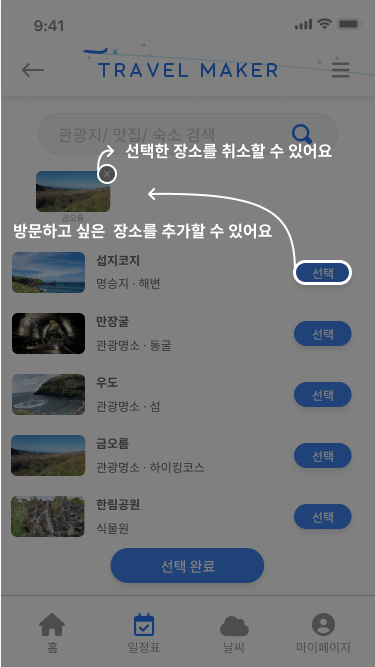 9:41
TRAVEL MAKER
관광지/ 맛집/ 숙소 검색
선택한 장소를 취소할 수 있어요
금오름
방문하고 싶은 장소를 추가할 수 있어요
섭지코지
명승지 · 해변
선택
만장굴
관광명소 · 동굴
선택
우도
관광명소 · 섬
선택
금오름
관광명소 · 하이킹코스
선택
한림공원
식물원
선택
선택 완료
홈
일정표
날씨
마이페이지